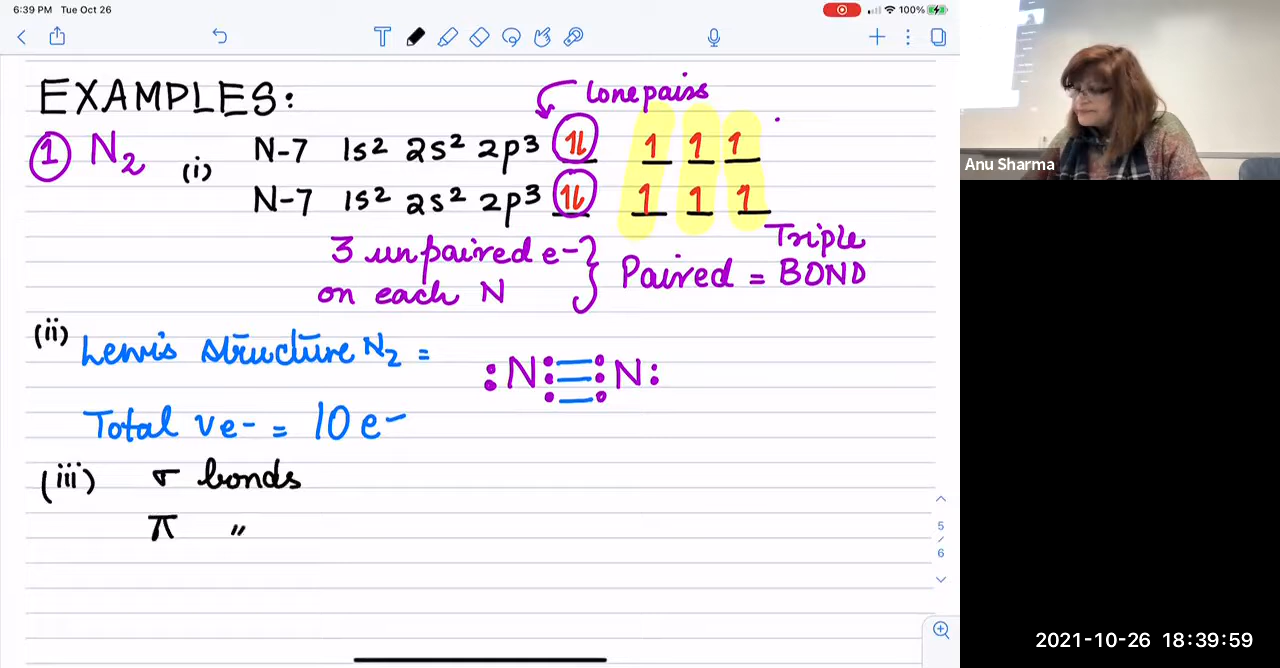 6:39 PM Tue Oct 26
100%
EXAMPLES:
Lone pairs
① N₂ (i) N-7 1s² 2s² 2p³ 1l 1 1 1
N-7 1s² 2s² 2p³ 1l 1 1 1
3 unpaired e- } Paired = Triple BOND
on each N
(ii) Lewis structure N₂ = :N≡N:
Total ve- = 10 e-
(iii) σ bonds
π "
5
/
6
Anu Sharma
2021-10-26 18:39:59